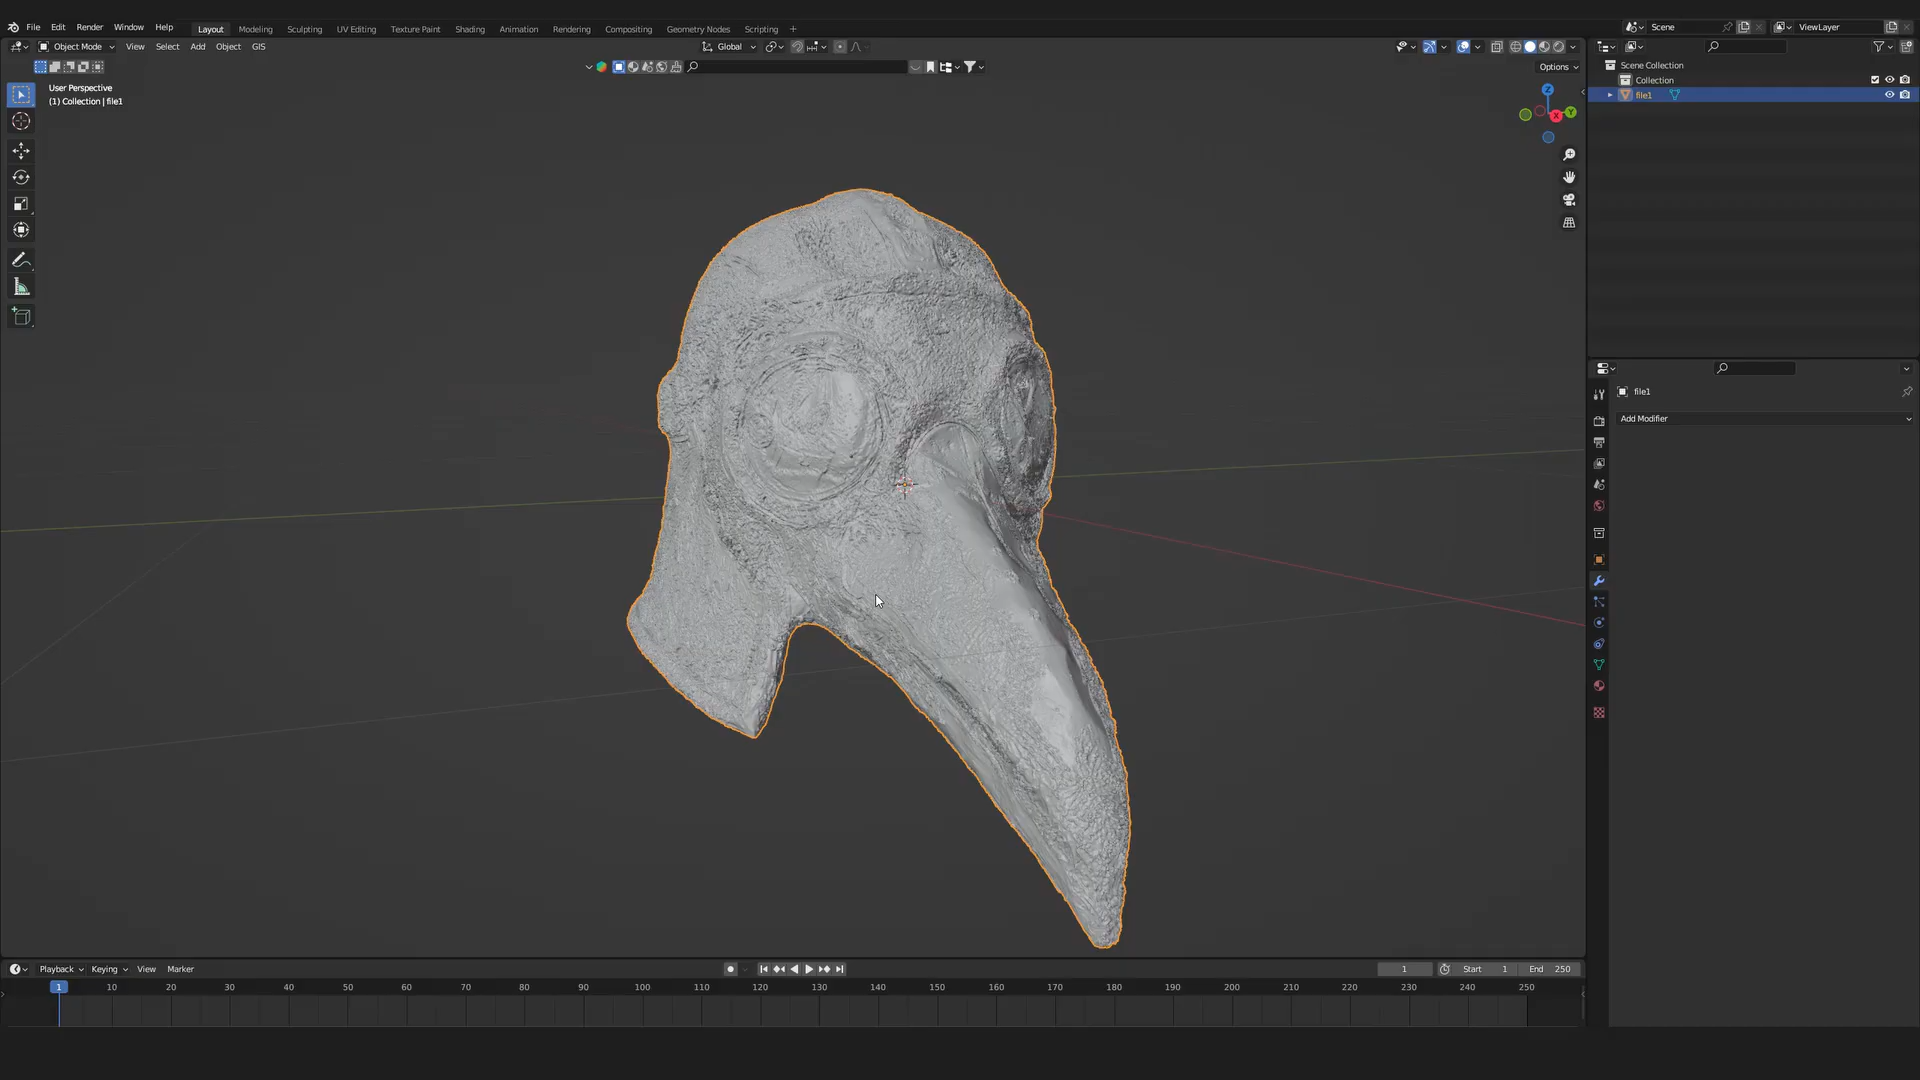 File Edit Render Window Help Layout Modeling Sculpting UV Editing Texture Paint Shading Animation Rendering Compositing Geometry Nodes Scripting + Scene ViewLayer
Object Mode View Select Add Object GIS Global
Options
User Perspective
(1) Collection | file1
Z
Y
X
Scene Collection
Collection
file1
file1
Add Modifier
Playback Keying View Marker 1 Start 1 End 250
1 10 20 30 40 50 60 70 80 90 100 110 120 130 140 150 160 170 180 190 200 210 220 230 240 250